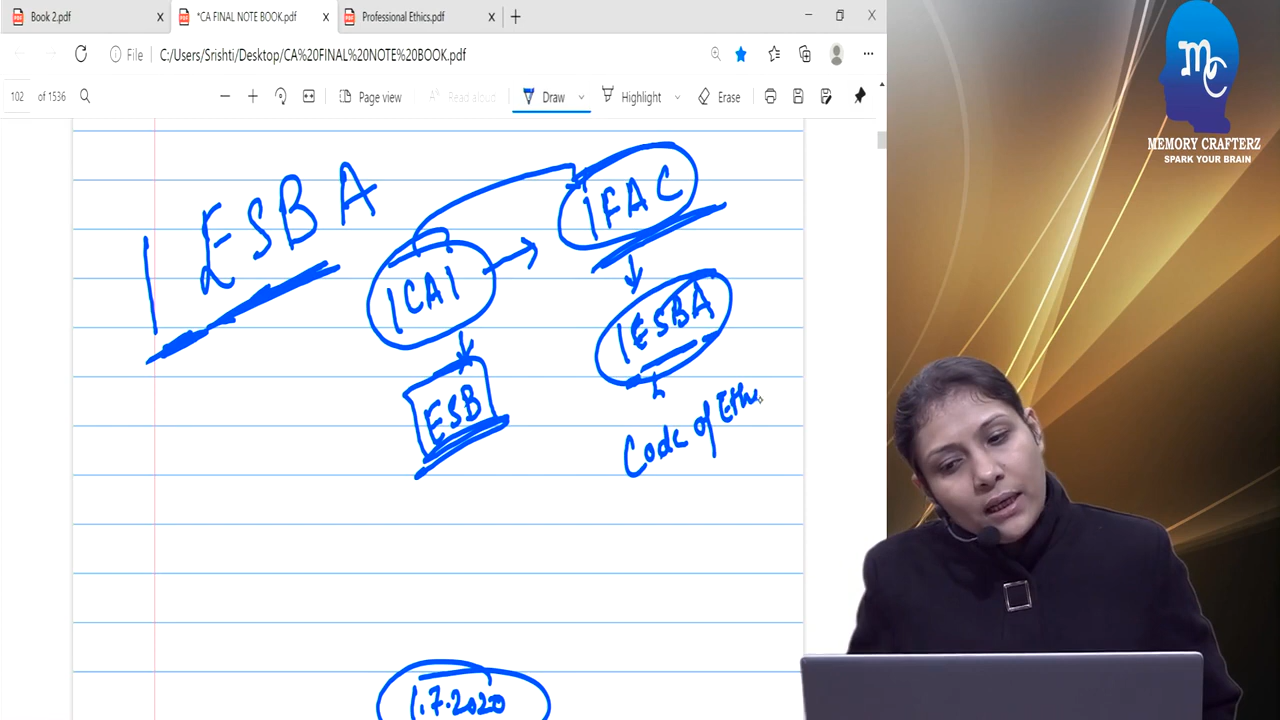 Book 2.pdf
*CA FINAL NOTE BOOK.pdf
Professional Ethics.pdf
File
C:/Users/Srishti/Desktop/CA%20FINAL%20NOTE%20BOOK.pdf
102 of 1536
Page view
Read aloud
Draw
Highlight
Erase
MC
MEMORY CRAFTERZ
SPARK YOUR BRAIN
IESBA
IFAC
ICAI
IESBA
ESB
Code of Ethi
1.7.2020